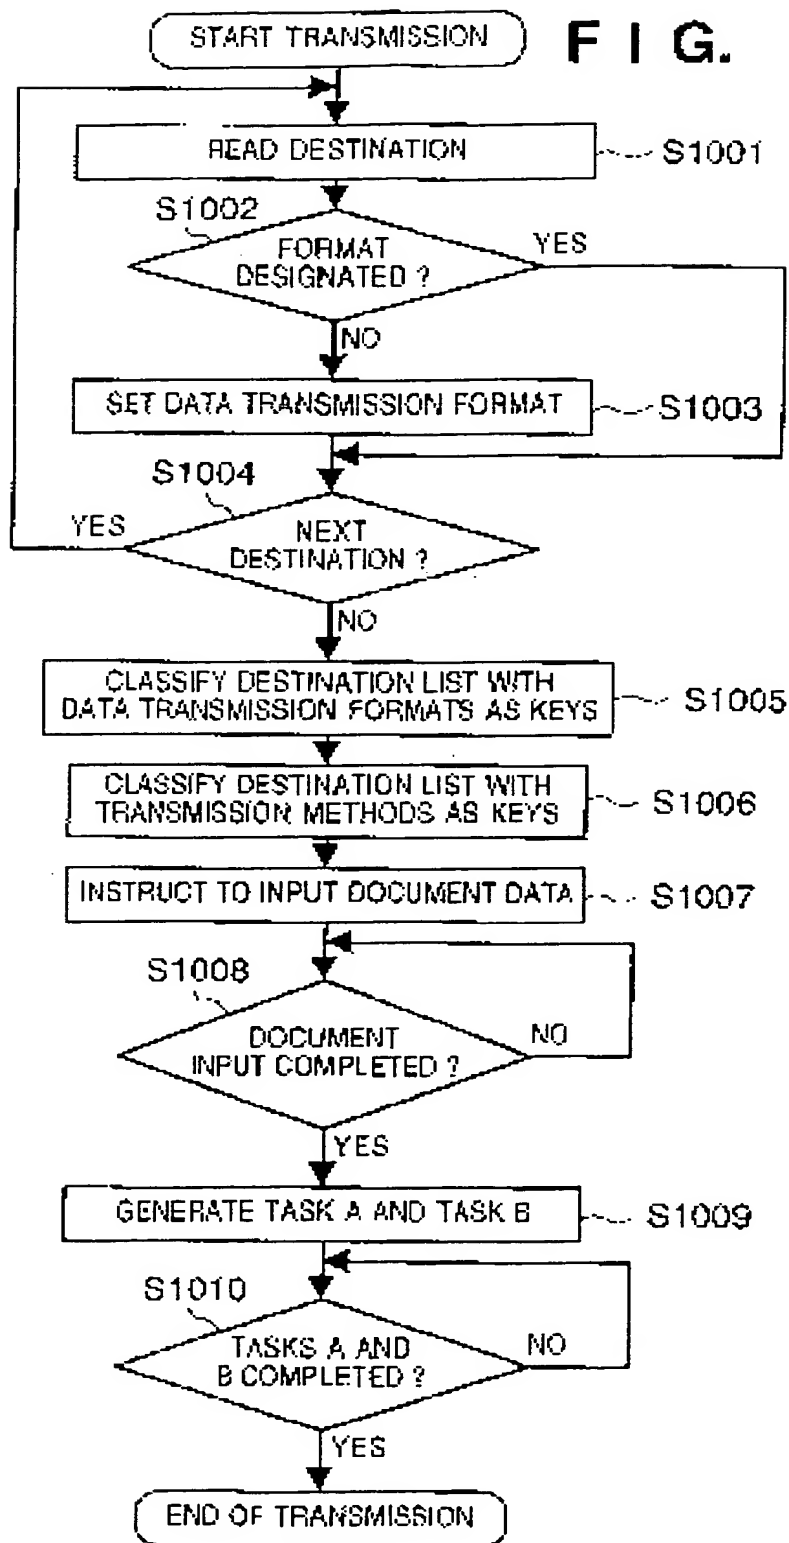 START TRANSMISSION
F I G.
READ DESTINATION
S1001
S1002
FORMAT
DESIGNATED ?
YES
NO
SET DATA TRANSMISSION FORMAT
S1003
S1004
YES
NEXT
DESTINATION ?
NO
CLASSIFY DESTINATION LIST WITH
DATA TRANSMISSION FORMATS AS KEYS
S1005
CLASSIFY DESTINATION LIST WITH
TRANSMISSION METHODS AS KEYS
S1006
INSTRUCT TO INPUT DOCUMENT DATA
S1007
S1008
DOCUMENT
INPUT COMPLETED ?
NO
YES
GENERATE TASK A AND TASK B
S1009
S1010
TASKS A AND
B COMPLETED ?
NO
YES
END OF TRANSMISSION